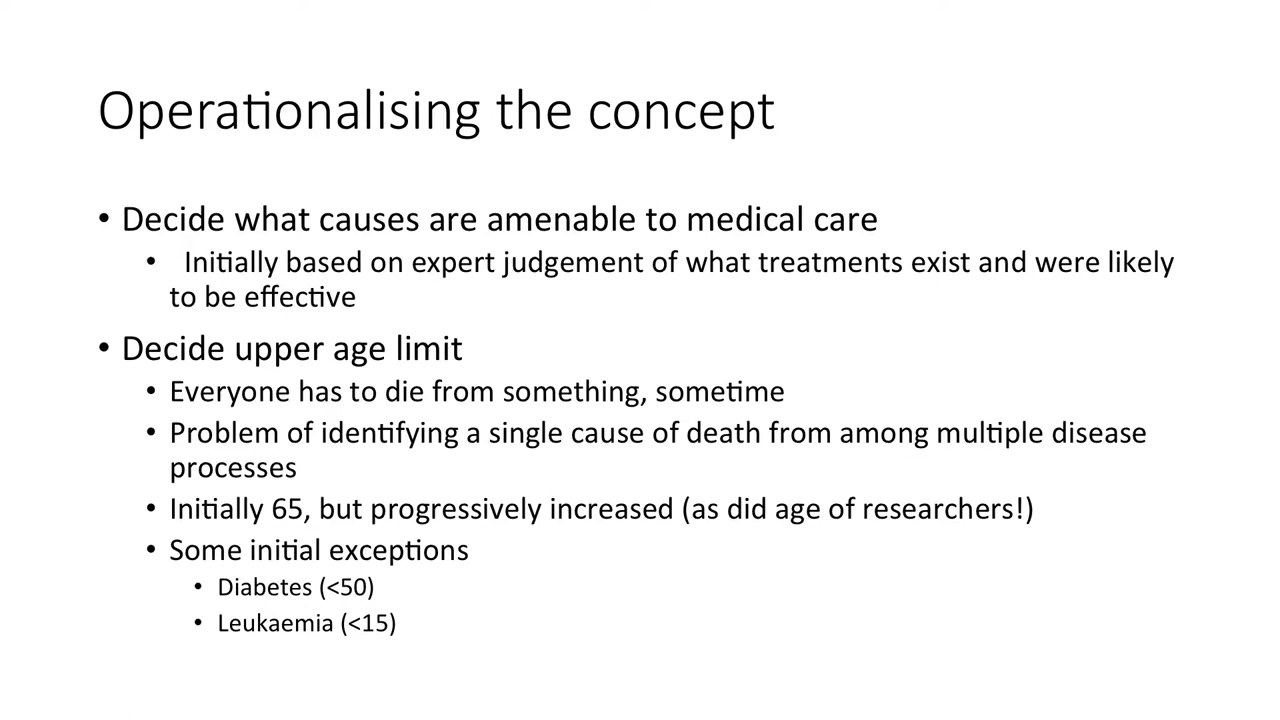 Operationalising the concept
• Decide what causes are amenable to medical care
• Initially based on expert judgement of what treatments exist and were likely
to be effective
• Decide upper age limit
• Everyone has to die from something, sometime
• Problem of identifying a single cause of death from among multiple disease
processes
• Initially 65, but progressively increased (as did age of researchers!)
• Some initial exceptions
• Diabetes (<50)
• Leukaemia (<15)